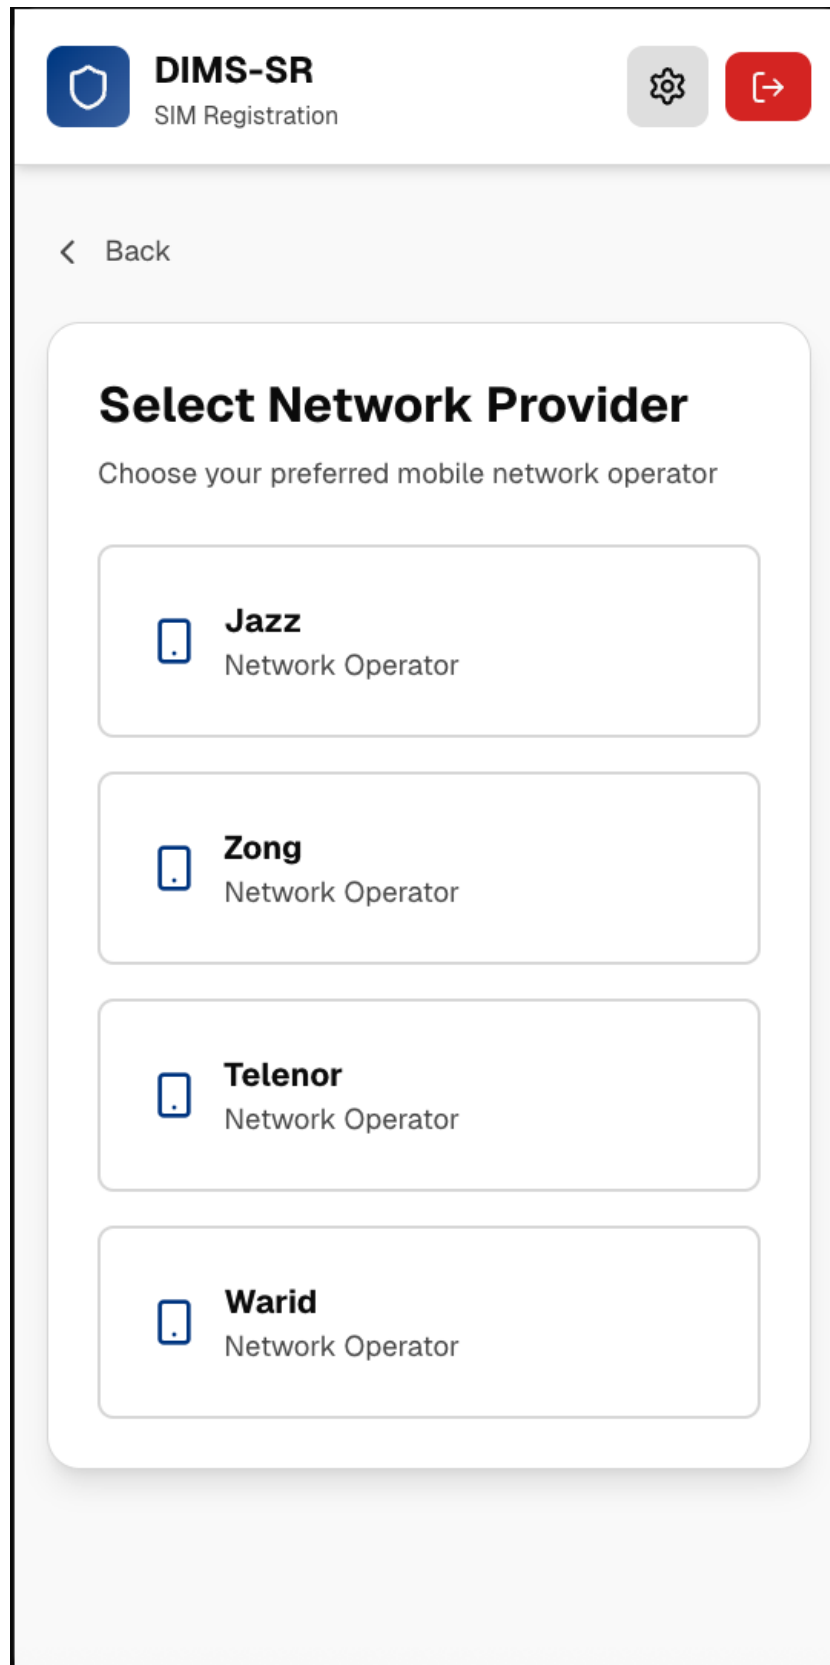 DIMS-SR
SIM Registration
Back
Select Network Provider
Choose your preferred mobile network operator
Jazz
Network Operator
Zong
Network Operator
Telenor
Network Operator
Warid
Network Operator